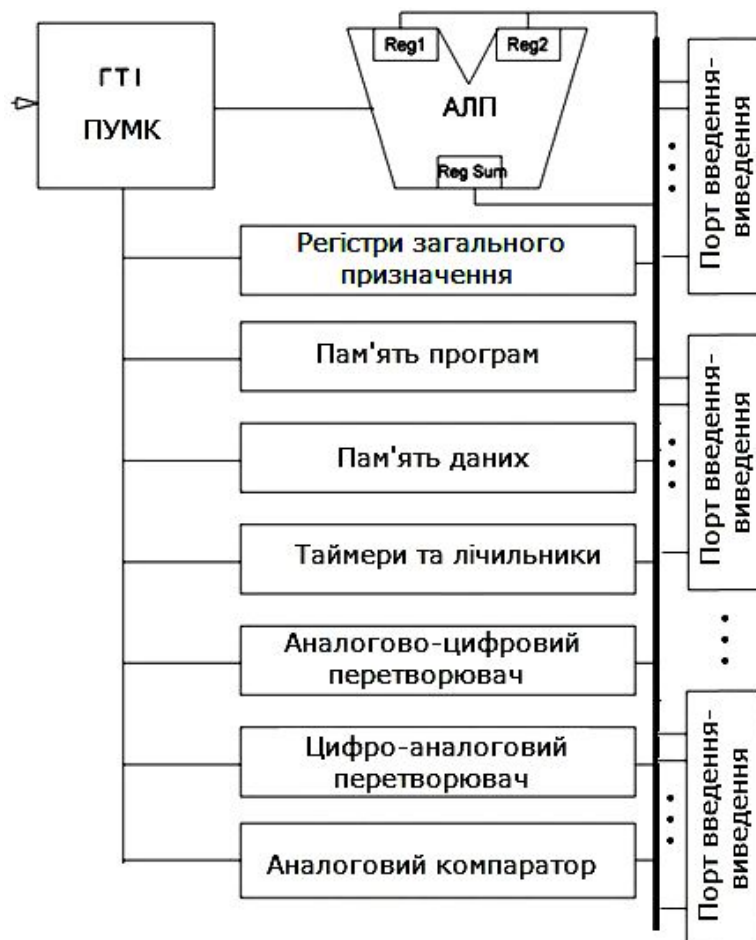 ГТІ
ПУМК
Reg1
Reg2
АЛП
Reg Sum
Регістри загального
призначення
Пам'ять програм
Пам'ять даних
Таймери та лічильники
Аналогово-цифровий
перетворювач
Цифро-аналоговий
перетворювач
Аналоговий компаратор
Порт введення-
виведення
Порт введення-
виведення
Порт введення-
виведення